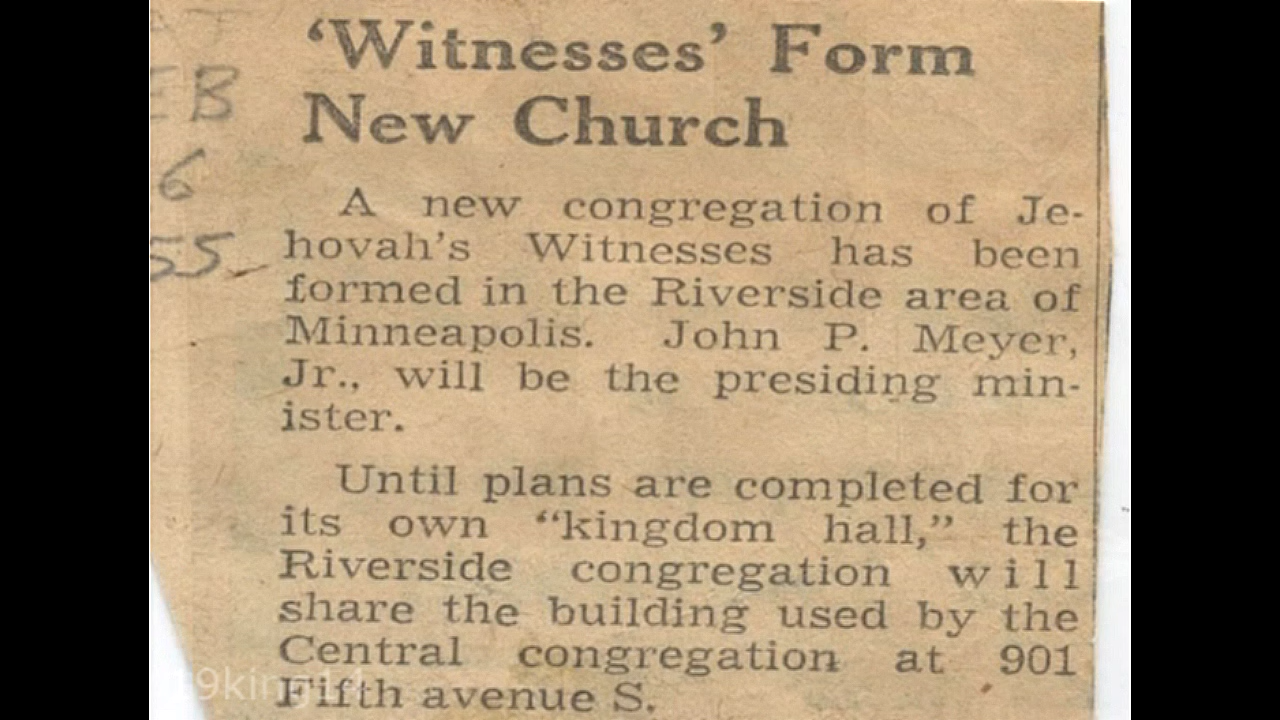 ‘Witnesses’ Form
New Church
EB
6
55
A new congregation of Je-
hovah’s Witnesses has been
formed in the Riverside area of
Minneapolis. John P. Meyer,
Jr., will be the presiding min-
ister.
Until plans are completed for
its own “kingdom hall,” the
Riverside congregation will
share the building used by the
Central congregation at 901
Fifth avenue S.
19king14